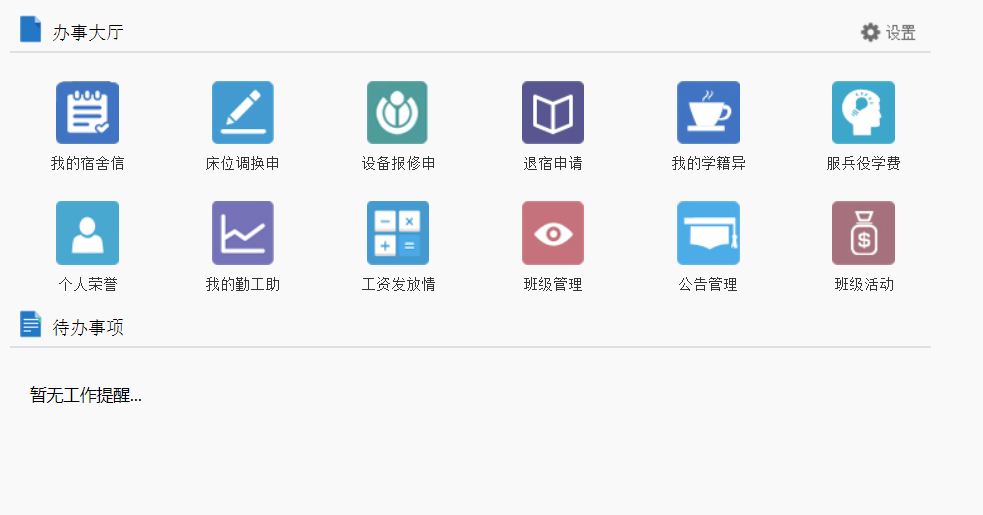 办事大厅
设置
我的宿舍信 床位调换申 设备报修申 退宿申请 我的学籍异 服兵役学费
个人荣誉 我的勤工助 工资发放情 班级管理 公告管理 班级活动
待办事项
暂无工作提醒...